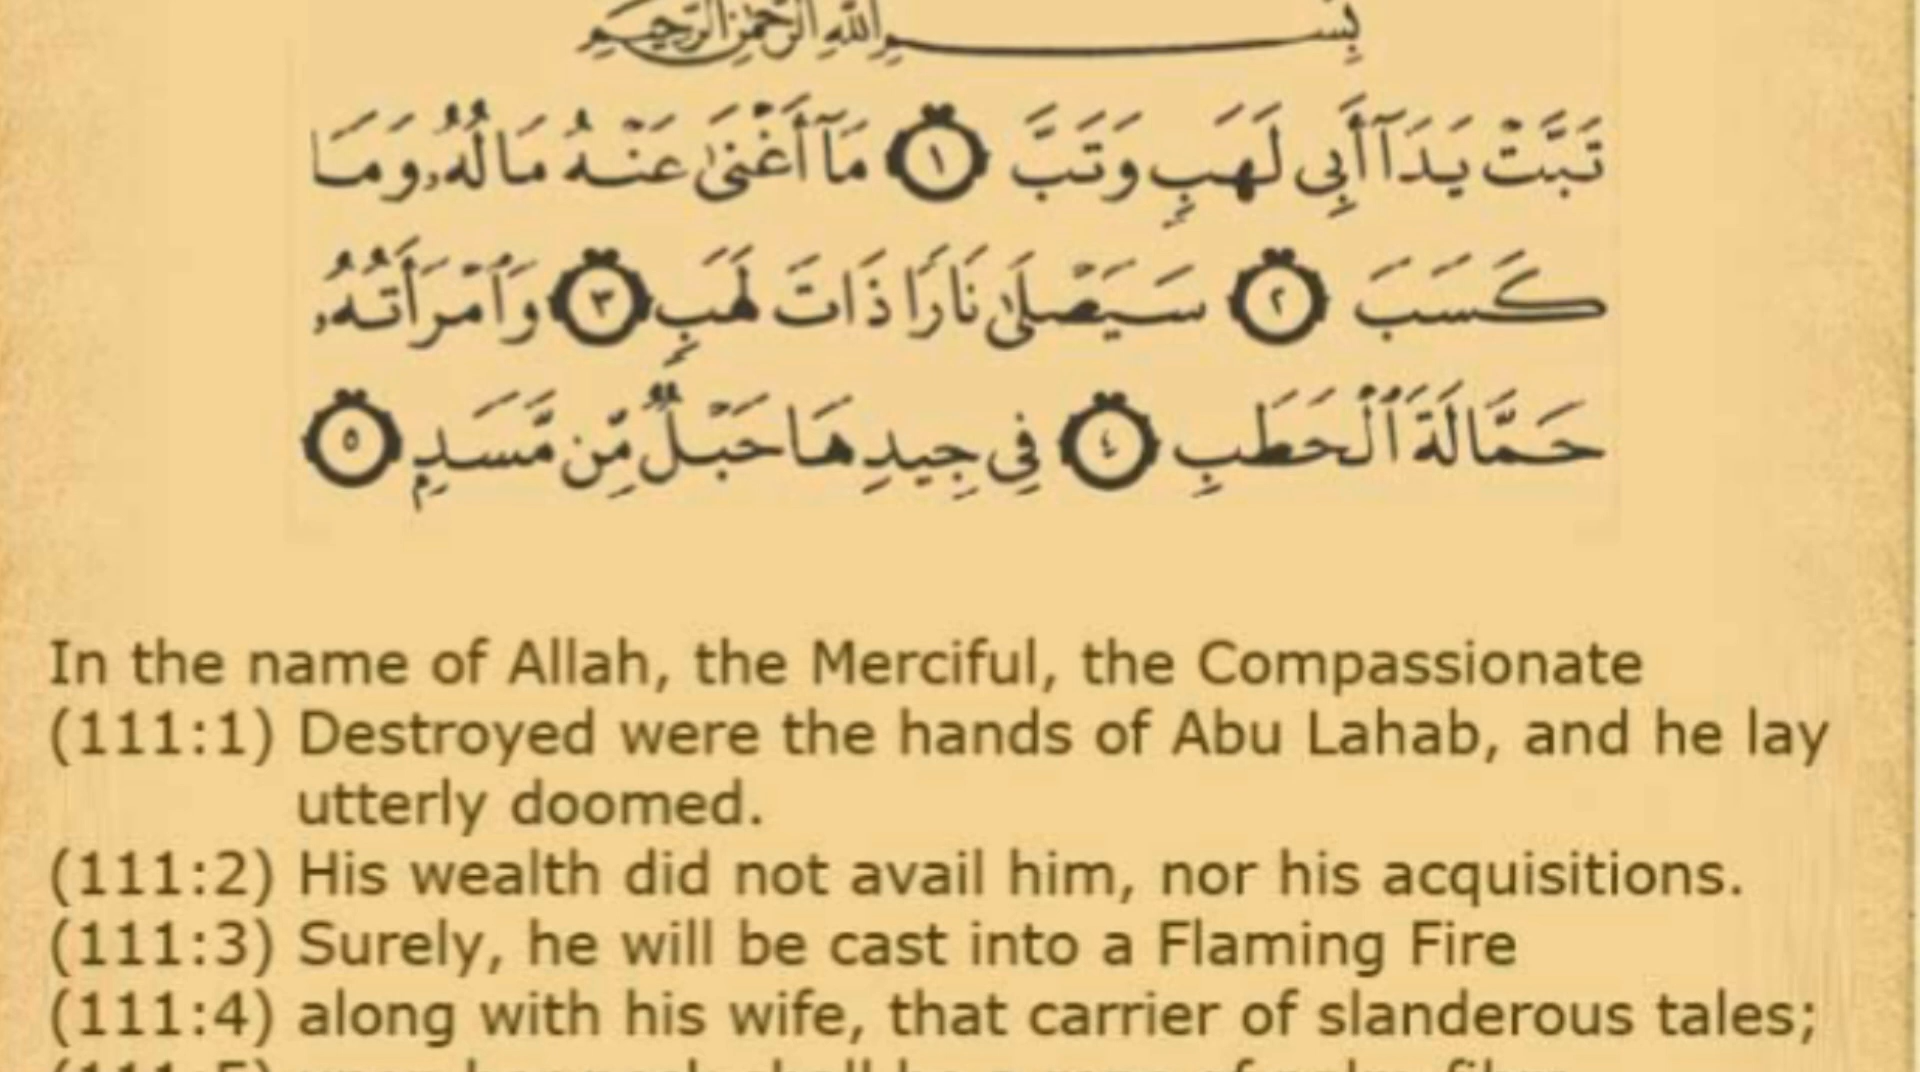 بِسْمِ اللَّهِ الرَّحْمَٰنِ الرَّحِيمِ
تَبَّتْ يَدَآ أَبِي لَهَبٍ وَتَبَّ ١ مَآ أَغْنَىٰ عَنْهُ مَالُهُۥ وَمَا
كَسَبَ ٢ سَيَصْلَىٰ نَارًا ذَاتَ لَهَبٍ ٣ وَٱمْرَأَتُهُۥ
حَمَّالَةَ ٱلْحَطَبِ ٤ فِى جِيدِهَا حَبْلٌ مِّن مَّسَدٍۭ ٥
In the name of Allah, the Merciful, the Compassionate
(111:1) Destroyed were the hands of Abu Lahab, and he lay
utterly doomed.
(111:2) His wealth did not avail him, nor his acquisitions.
(111:3) Surely, he will be cast into a Flaming Fire
(111:4) along with his wife, that carrier of slanderous tales;